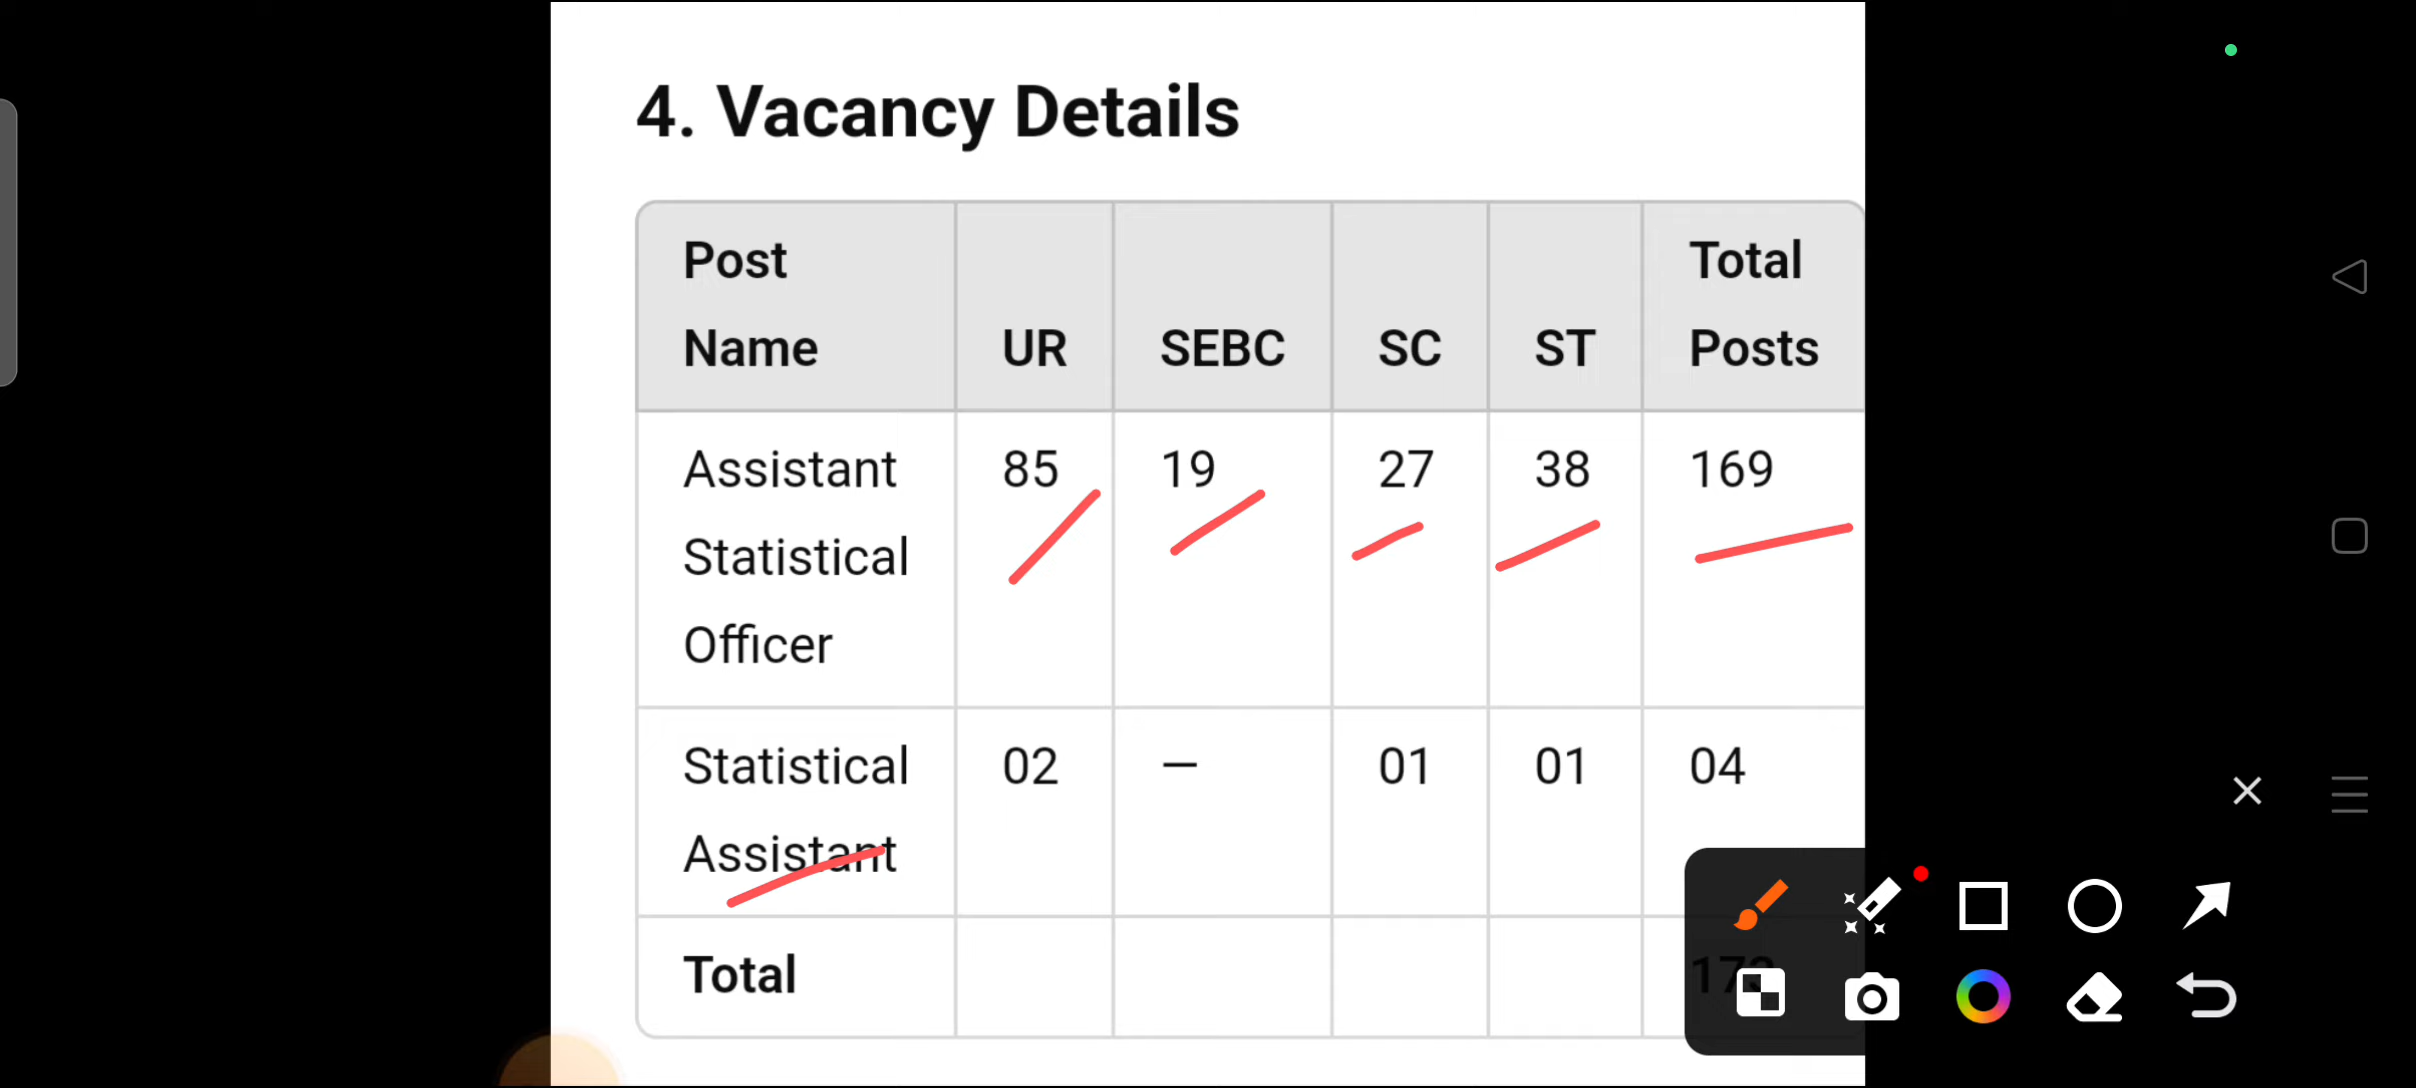 4. Vacancy Details
Post Name UR SEBC SC ST Total Posts
Assistant Statistical Officer 85 19 27 38 169
Statistical Assistant 02 — 01 01 04
Total